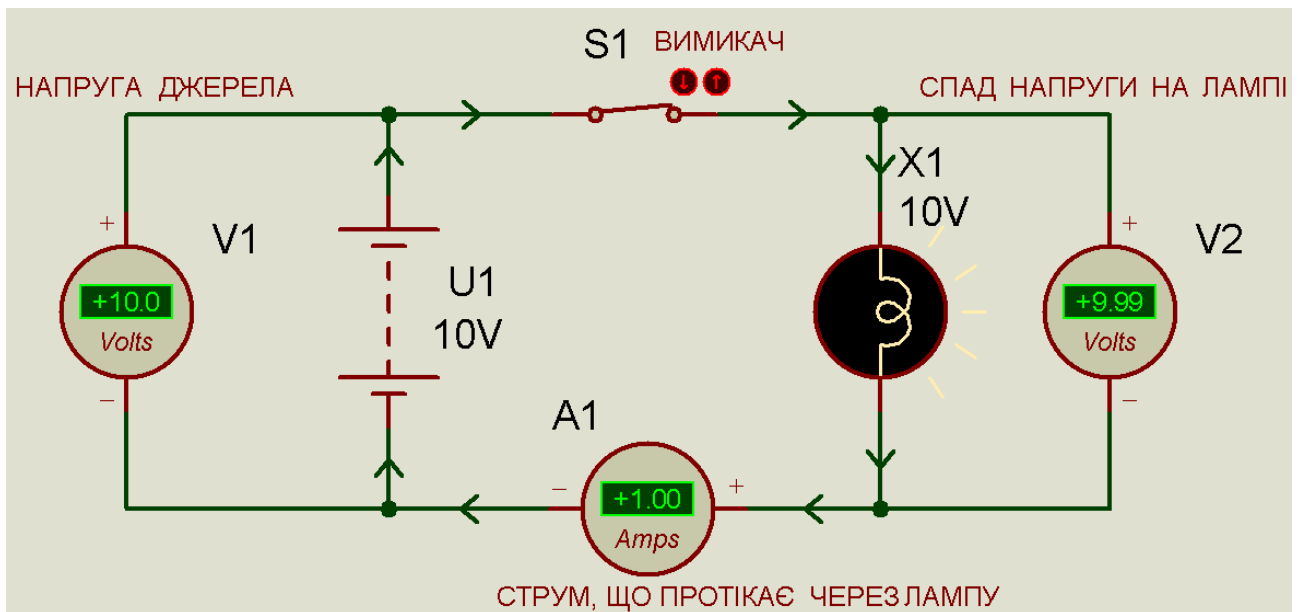 S1 ВИМИКАЧ
НАПРУГА ДЖЕРЕЛА
СПАД НАПРУГИ НА ЛАМПІ
X1
10V
+
V1
+10.0
Volts
−
U1
10V
+
V2
+9.99
Volts
−
A1
−
+1.00
Amps
+
СТРУМ, ЩО ПРОТІКАЄ ЧЕРЕЗ ЛАМПУ